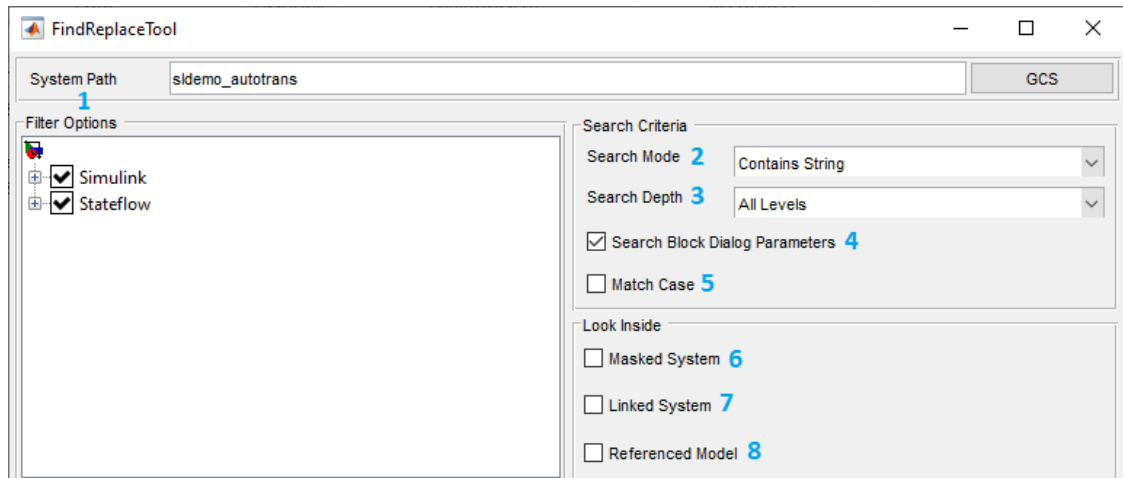 FindReplaceTool
System Path sldemo_autotrans GCS
1
Filter Options
Simulink
Stateflow
Search Criteria
Search Mode 2 Contains String
Search Depth 3 All Levels
Search Block Dialog Parameters 4
Match Case 5
Look Inside
Masked System 6
Linked System 7
Referenced Model 8